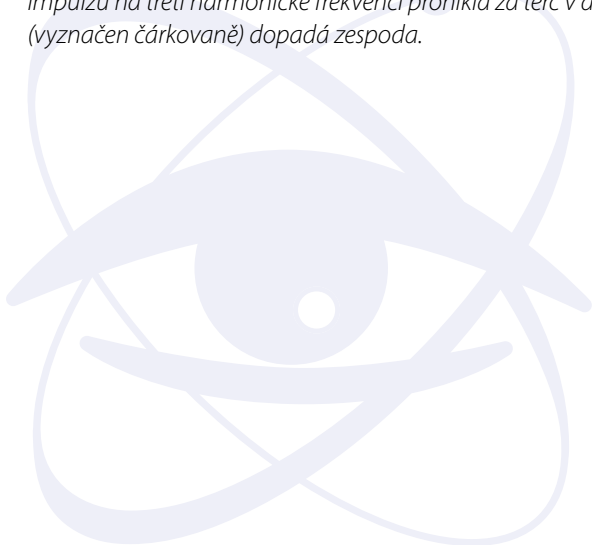 impulzu na třetí harmonické frekvenci pronikla za terč v d
(vyznačen čárkovaně) dopadá zespoda.